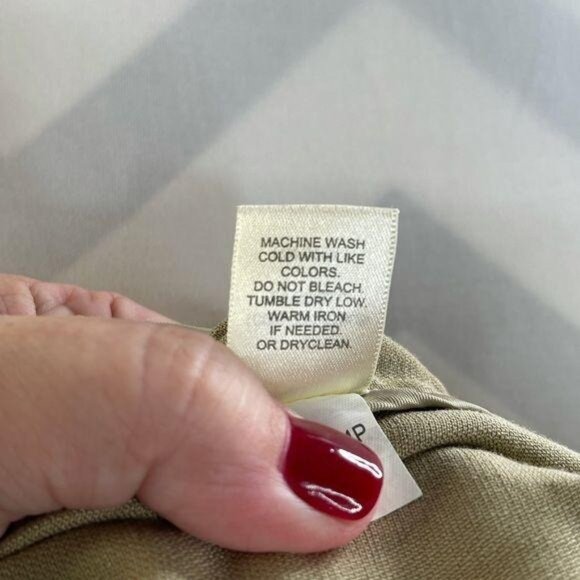 MACHINE WASH
COLD WITH LIKE
COLORS.
DO NOT BLEACH.
TUMBLE DRY LOW.
WARM IRON
IF NEEDED.
OR DRYCLEAN.